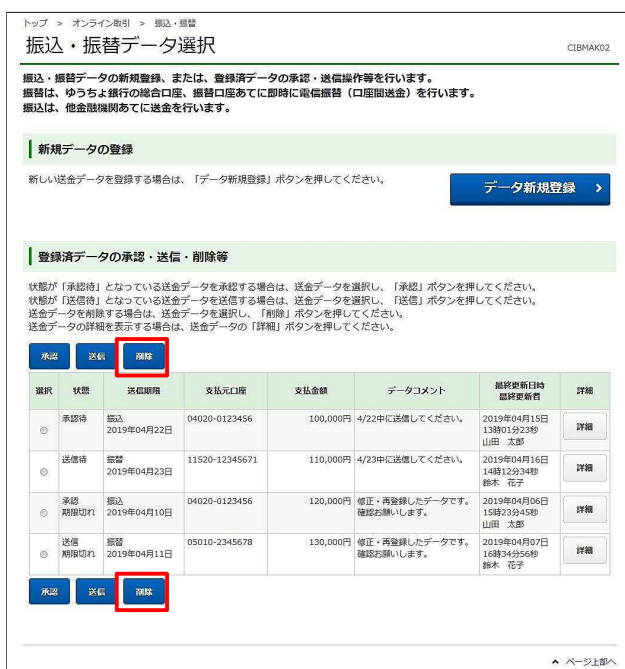 トップ > オンライン取引 > 振込・振替
振込・振替データ選択
CIBMAK02
振込・振替データの新規登録、または、登録済データの承認・送信操作等を行います。
振替は、ゆうちょ銀行の総合口座、振替口座あてに即時に電信振替（口座間送金）を行います。
振込は、他金融機関あてに送金を行います。
新規データの登録
新しい送金データを登録する場合は、「データ新規登録」ボタンを押してください。
データ新規登録
登録済データの承認・送信・削除等
状態が「承認待」となっている送金データを承認する場合は、送金データを選択し、「承認」ボタンを押してください。
状態が「送信待」となっている送金データを送信する場合は、送金データを選択し、「送信」ボタンを押してください。
送金データを削除する場合は、送金データを選択し、「削除」ボタンを押してください。
送金データの詳細を表示する場合は、送金データの「詳細」ボタンを押してください。
承認 送信 削除
選択 状態 送信期限 支払元口座 支払金額 データコメント 最終更新日時 詳細
最終更新者
承認待 振込 04020-0123456 100,000円 4/22中に送信してください。 2019年04月15日 詳細
2019年04月22日 13時01分23秒
山田 太郎
送信待 振替 11520-12345671 110,000円 4/23中に送信してください。 2019年04月16日 詳細
2019年04月23日 14時12分34秒
鈴木 花子
承認 振込 04020-0123456 120,000円 修正・再登録したデータです。 2019年04月06日 詳細
期限切れ 2019年04月10日 確認お願いします。 15時23分45秒
山田 太郎
送信 振替 05010-2345678 130,000円 修正・再登録したデータです。 2019年04月07日 詳細
期限切れ 2019年04月11日 確認お願いします。 16時34分56秒
鈴木 花子
承認 送信 削除
ページ上部へ